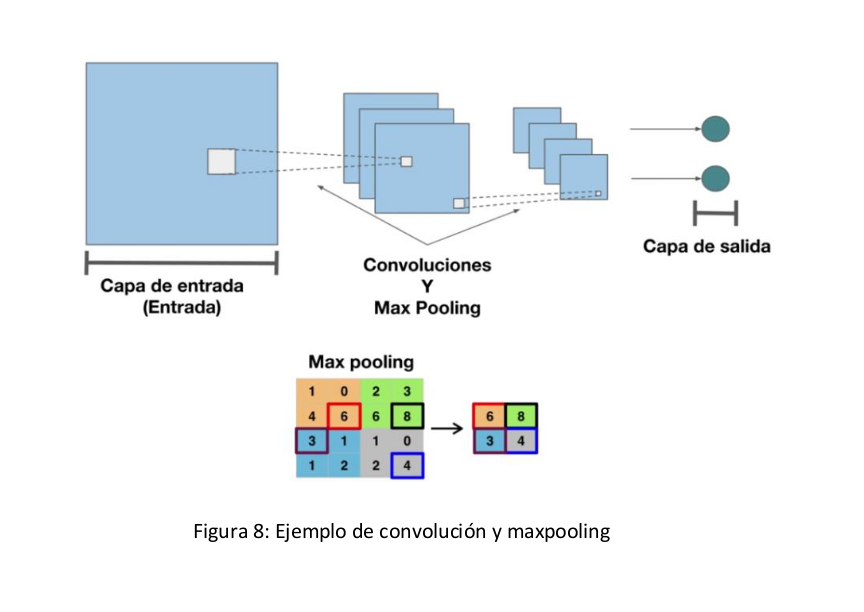 Capa de entrada
(Entrada)
Convoluciones
Y
Max Pooling
Capa de salida
Max pooling
1 0 2 3
4 6 6 8
3 1 1 0
1 2 2 4
6 8
3 4
Figura 8: Ejemplo de convolución y maxpooling